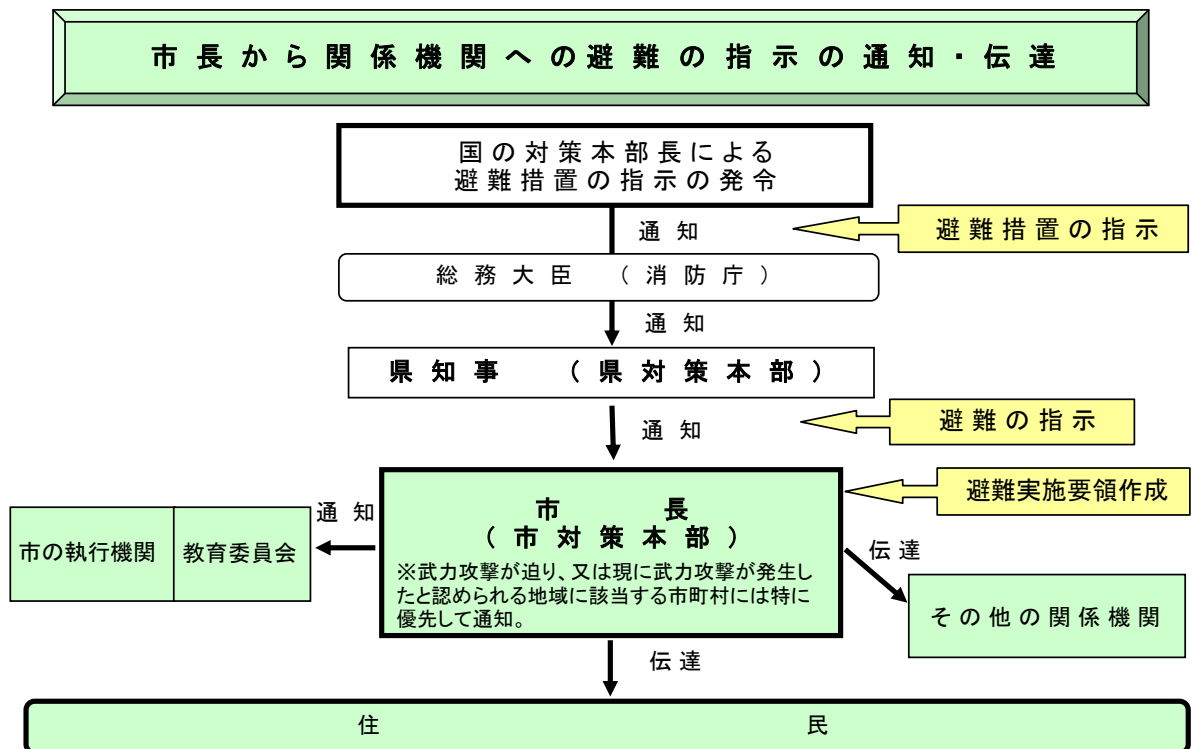 市長から関係機関への避難の指示の通知・伝達
国の対策本部長による
避難措置の指示の発令
通知
避難措置の指示
総務大臣 （消防庁）
通知
県知事 （県対策本部）
通知
避難の指示
避難実施要領作成
市長
（市対策本部）
※武力攻撃が迫り、又は現に武力攻撃が発生し
たと認められる地域に該当する市町村には特に
優先して通知。
通知
市の執行機関
教育委員会
伝達
その他の関係機関
伝達
住民